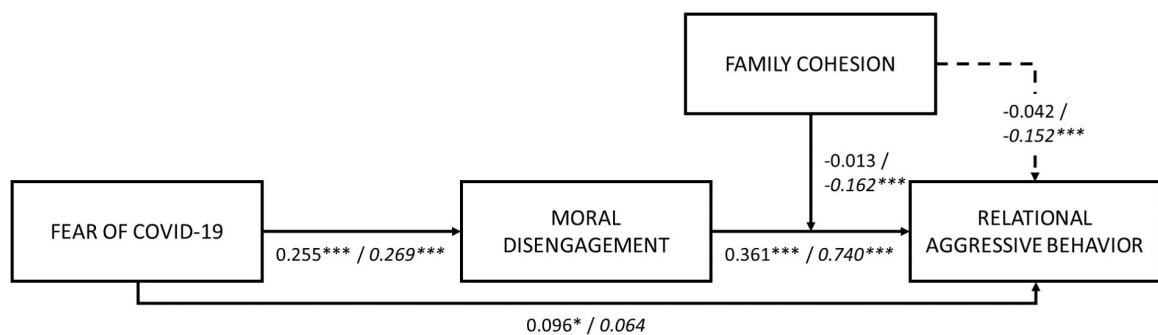 FAMILY COHESION
-0.042 /
-0.152***
-0.013 /
-0.162***
FEAR OF COVID-19
MORAL
DISENGAGEMENT
RELATIONAL
AGGRESSIVE BEHAVIOR
0.255*** / 0.269***
0.361*** / 0.740***
0.096* / 0.064